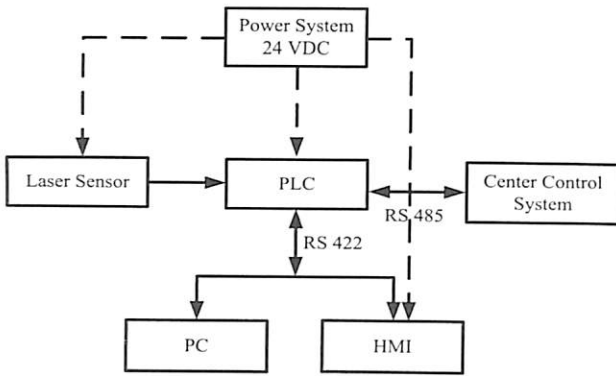 Power System
24 VDC
Laser Sensor
PLC
Center Control
System
RS 485
RS 422
PC
HMI